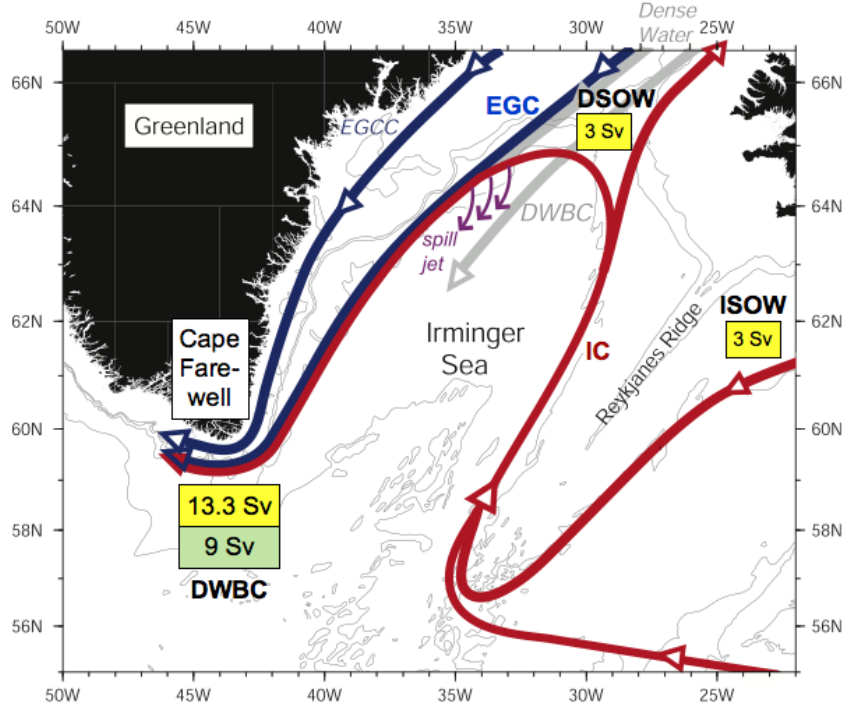 50W
45W
40W
35W
30W
25W
Dense
Water
66N
66N
Greenland
EGCC
EGC
DSOW
3 Sv
64N
64N
DWBC
spill
jet
62N
62N
Cape
Fare-
well
Irminger
Sea
IC
Reykjanes Ridge
ISOW
3 Sv
60N
60N
13.3 Sv
9 Sv
DWBC
58N
58N
56N
56N
50W
45W
40W
35W
30W
25W